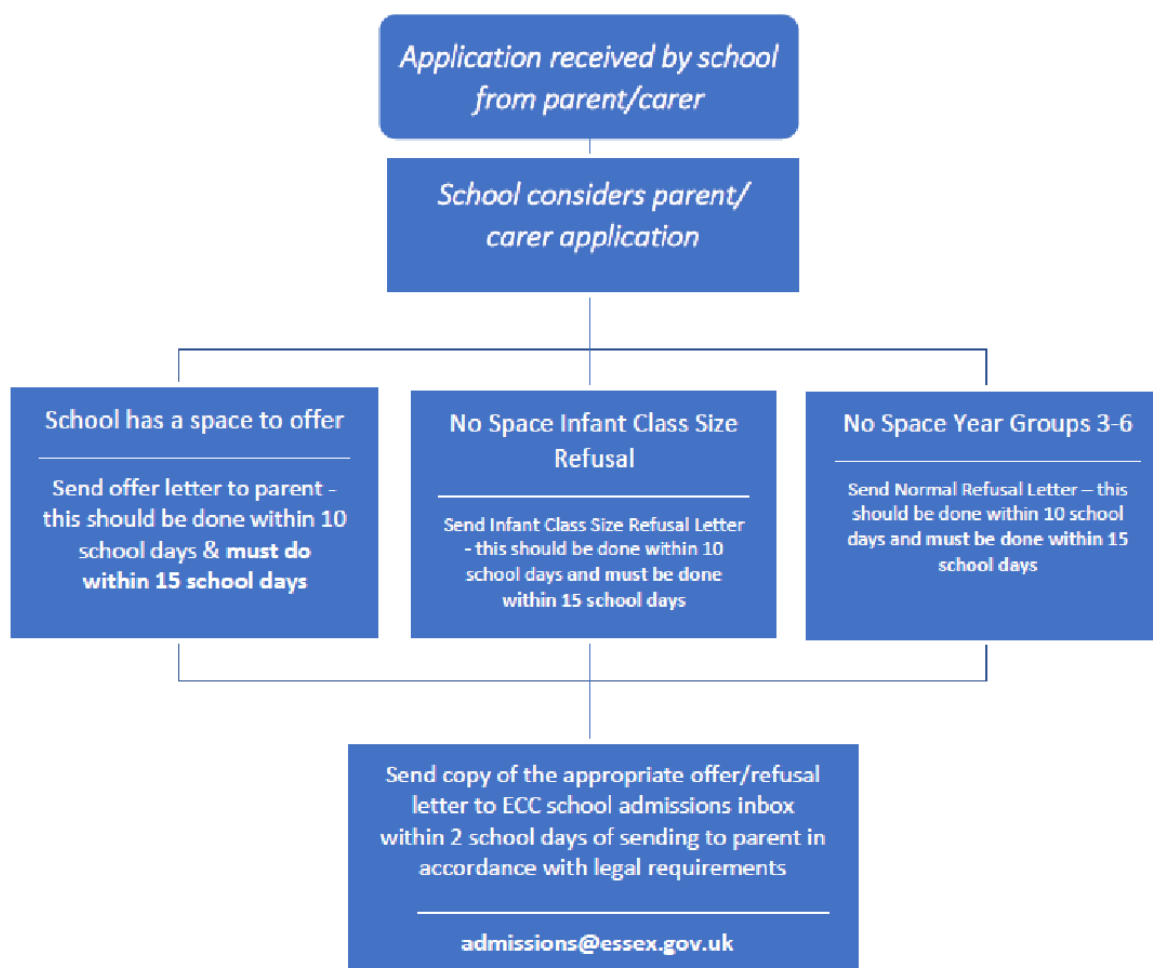 Application received by school
from parent/carer
School considers parent/
carer application
School has a space to offer
Send offer letter to parent -
this should be done within 10
school days & must do
within 15 school days
No Space Infant Class Size
Refusal
Send Infant Class Size Refusal Letter
- this should be done within 10
school days and must be done
within 15 school days
No Space Year Groups 3-6
Send Normal Refusal Letter – this
should be done within 10 school
days and must be done within 15
school days
Send copy of the appropriate offer/refusal
letter to ECC school admissions inbox
within 2 school days of sending to parent in
accordance with legal requirements
admissions@essex.gov.uk